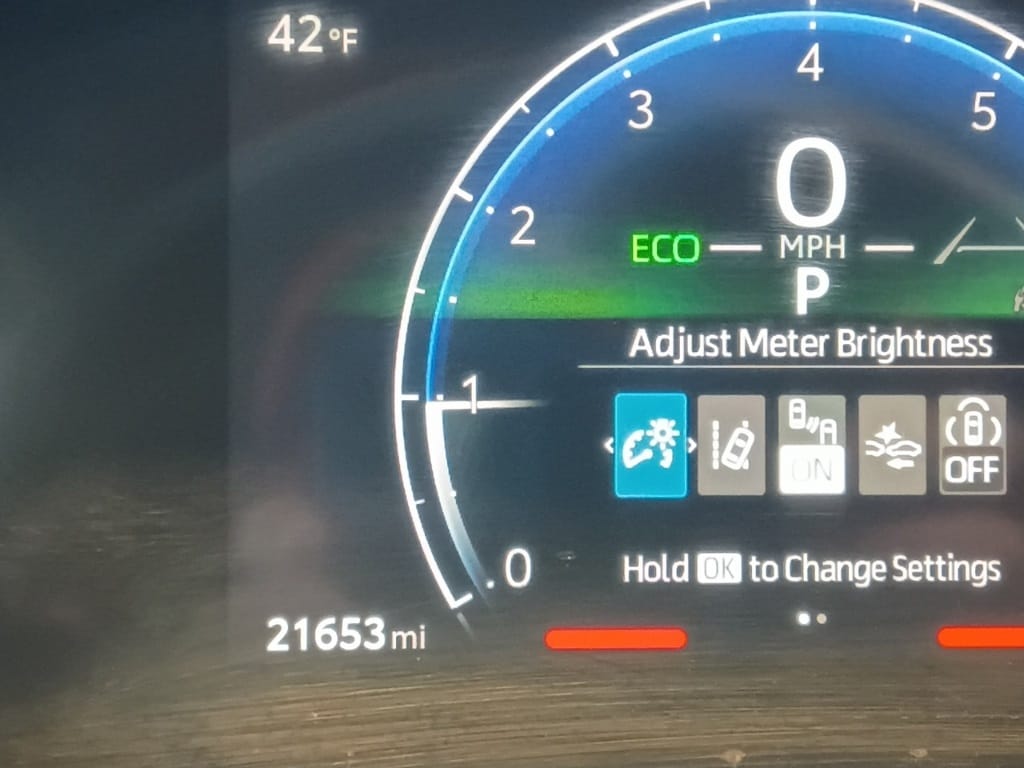 42°F
4
3
5
0
2
ECO
MPH
P
Adjust Meter Brightness
1
ON
OFF
Hold OK to Change Settings
0
21653 mi